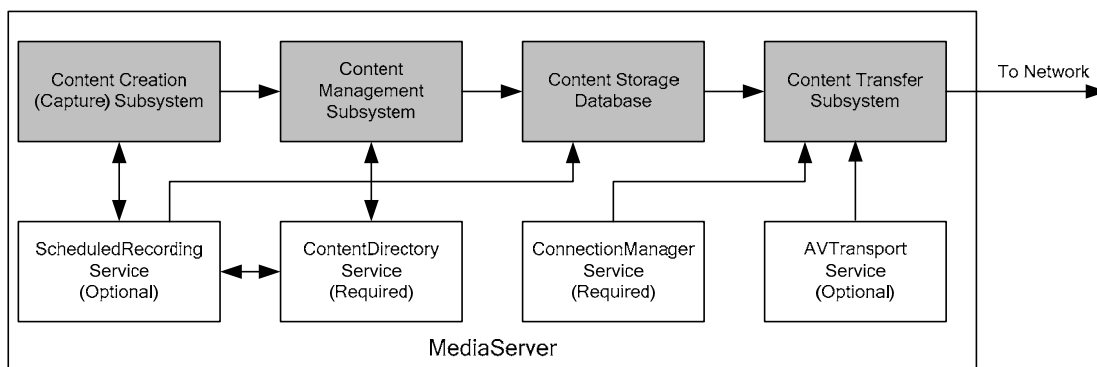 Content Creation
(Capture) Subsystem
Content
Management
Subsystem
Content Storage
Database
Content Transfer
Subsystem
To Network
ScheduledRecording
Service
(Optional)
ContentDirectory
Service
(Required)
ConnectionManager
Service
(Required)
AVTransport
Service
(Optional)
MediaServer